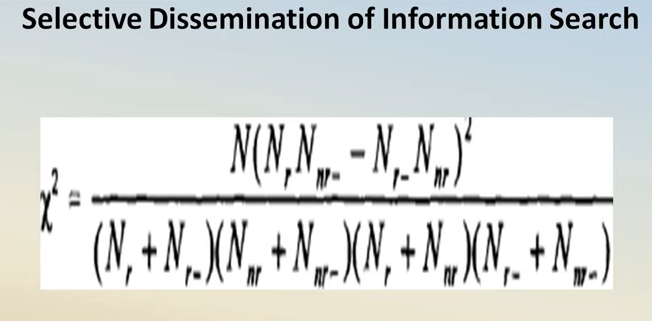 Selective Dissemination of Information Search
χ² = N(N_r N_nr- − N_r- N_nr)² / (N_r + N_r-)(N_nr + N_nr-)(N_r + N_nr)(N_r- + N_nr-)